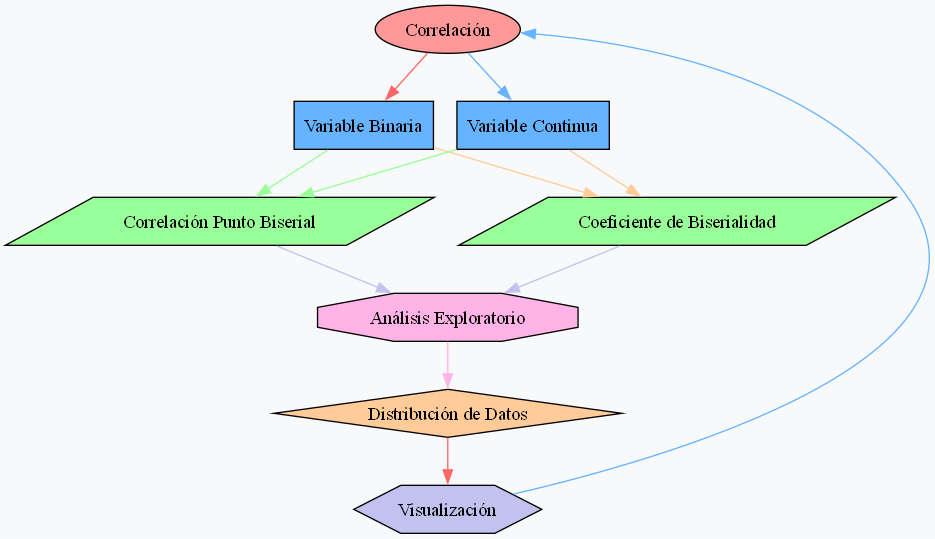 Correlación
Variable Binaria
Variable Continua
Correlación Punto Biserial
Coeficiente de Biserialidad
Análisis Exploratorio
Distribución de Datos
Visualización